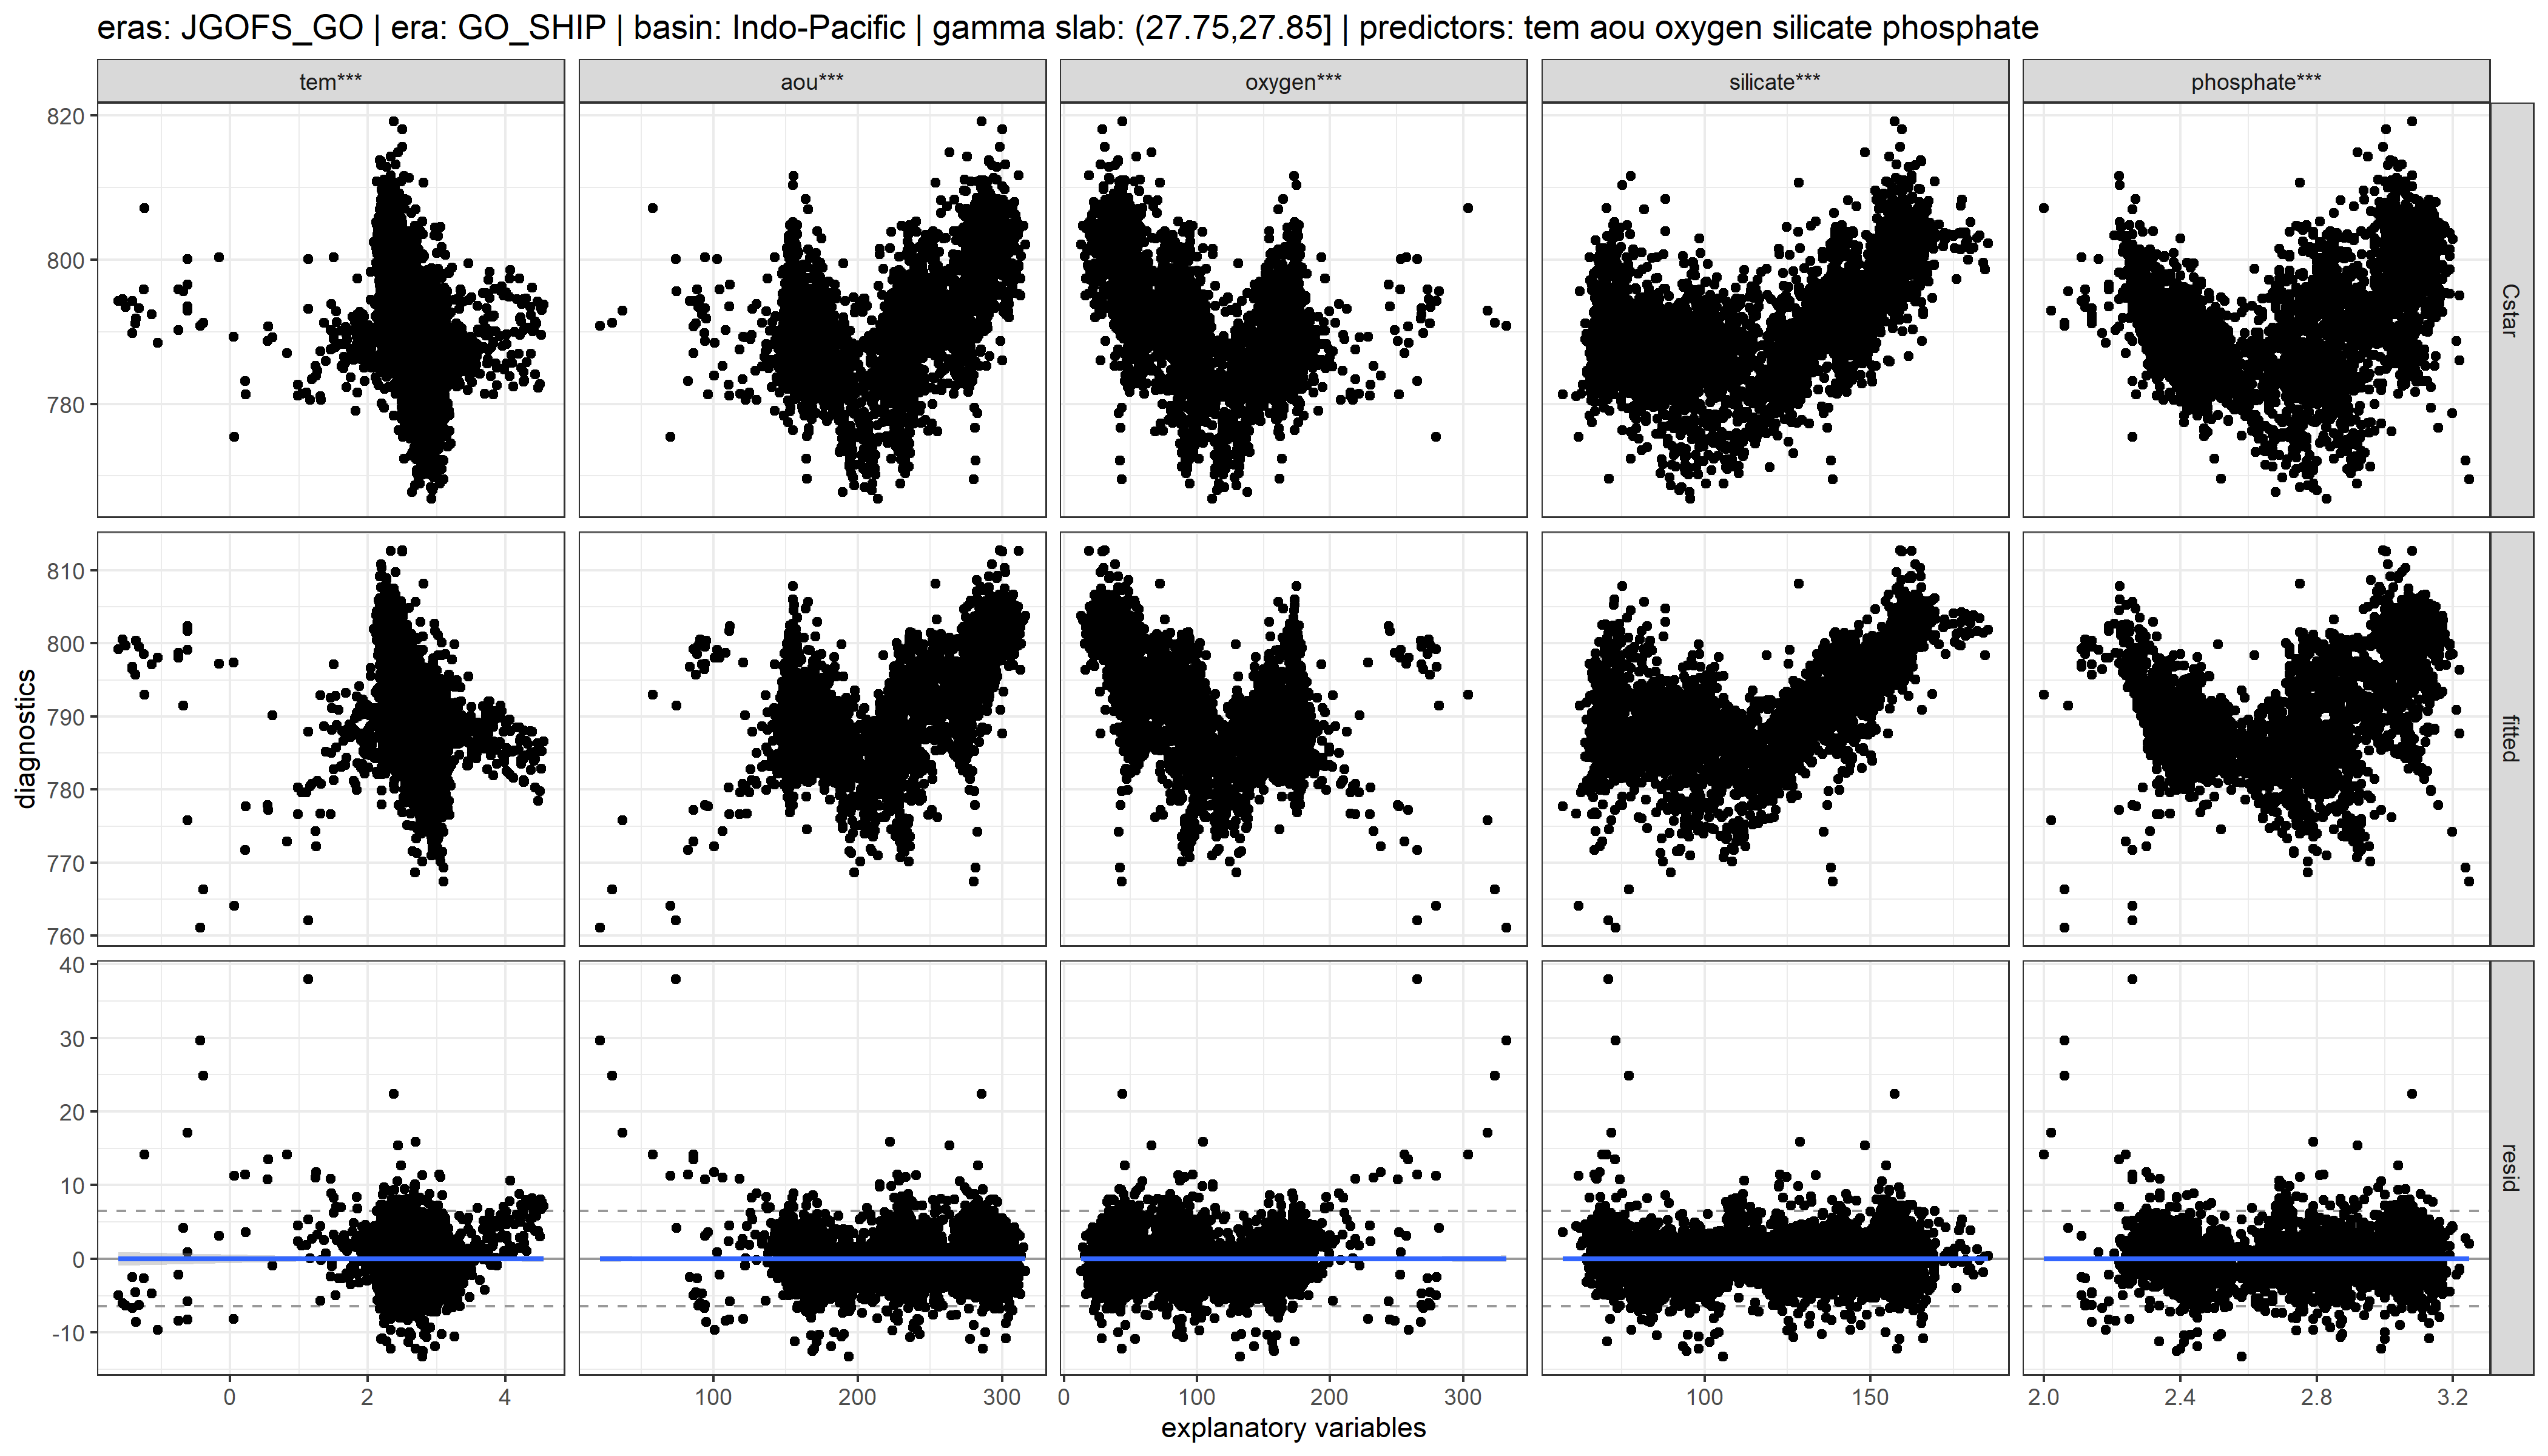 eras: JGOFS_GO | era: GO_SHIP | basin: Indo-Pacific | gamma slab: (27.75,27.85] | predictors: tem aou oxygen silicate phosphate
tem*** aou*** oxygen*** silicate*** phosphate***
820
800
780
Cstar
810
800
790
780
770
760
fitted
diagnostics
40
30
20
10
0
-10
resid
0 2 4 100 200 300 0 100 200 300 100 150 2.0 2.4 2.8 3.2
explanatory variables